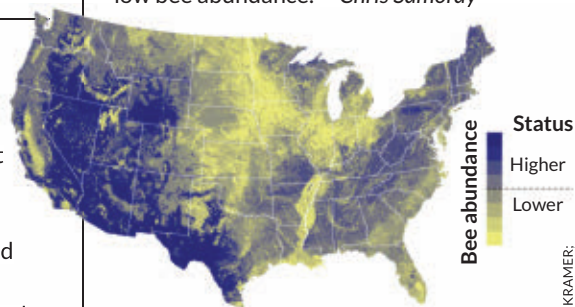 low bee abundance. — Chris Samoray
t
d
Bee abundance
Status
Higher
Lower
KRAMER;